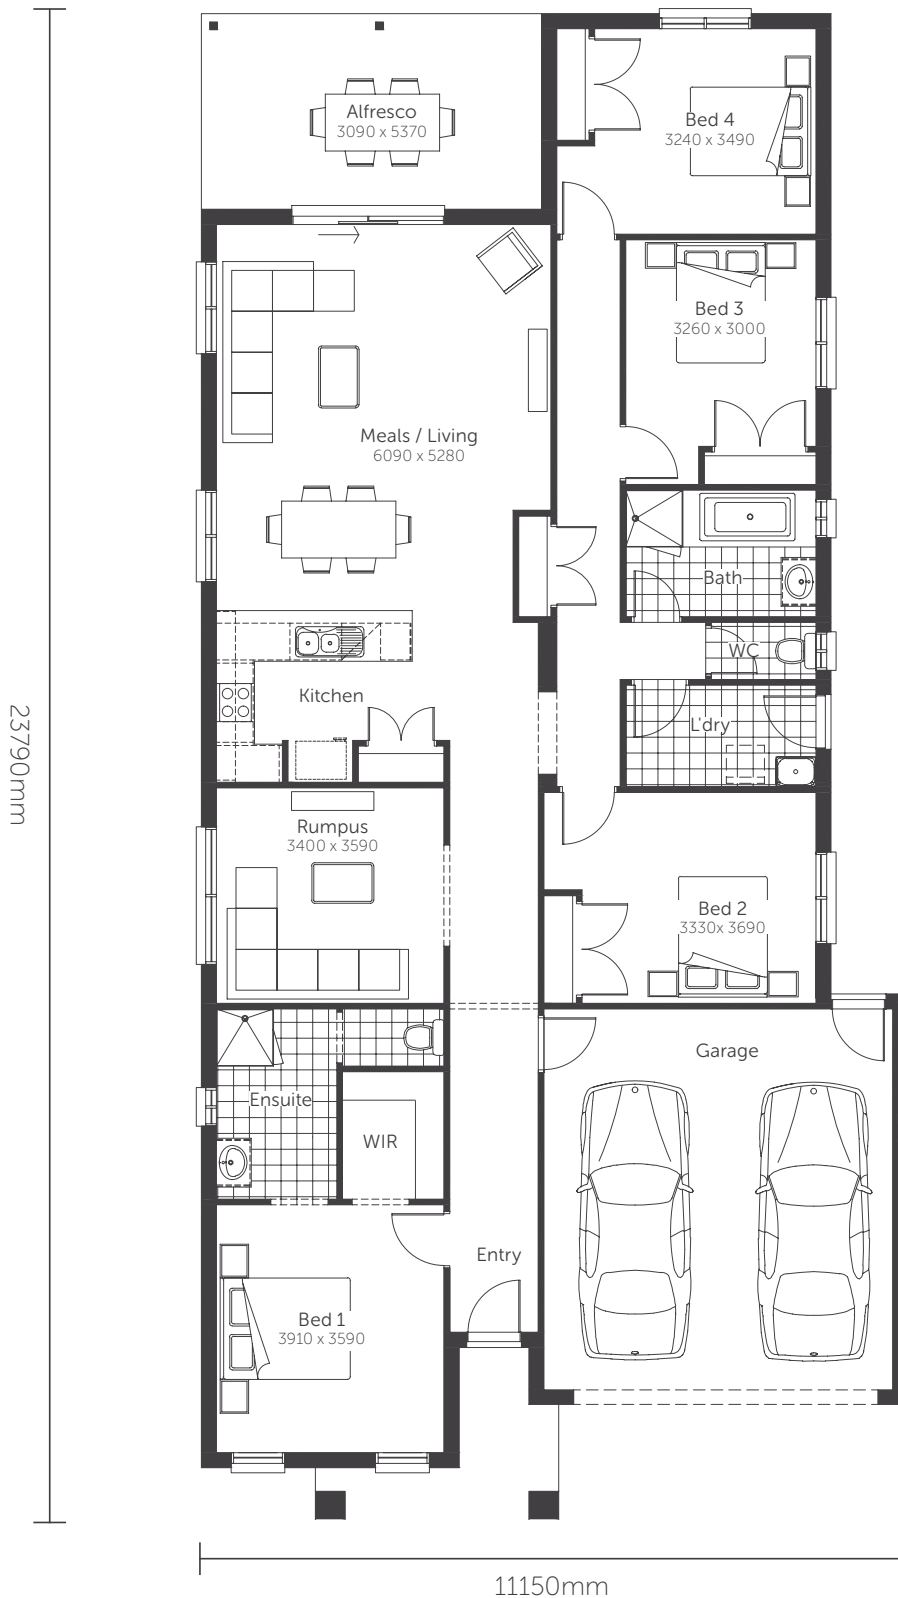 Alfresco
3090 x 5370
Bed 4
3240 x 3490
Bed 3
3260 x 3000
Meals / Living
6090 x 5280
Bath
WC
Kitchen
L'dry
23790mm
Rumpus
3400 x 3590
Bed 2
3330x 3690
Garage
Ensuite
WIR
Entry
Bed 1
3910 x 3590
11150mm